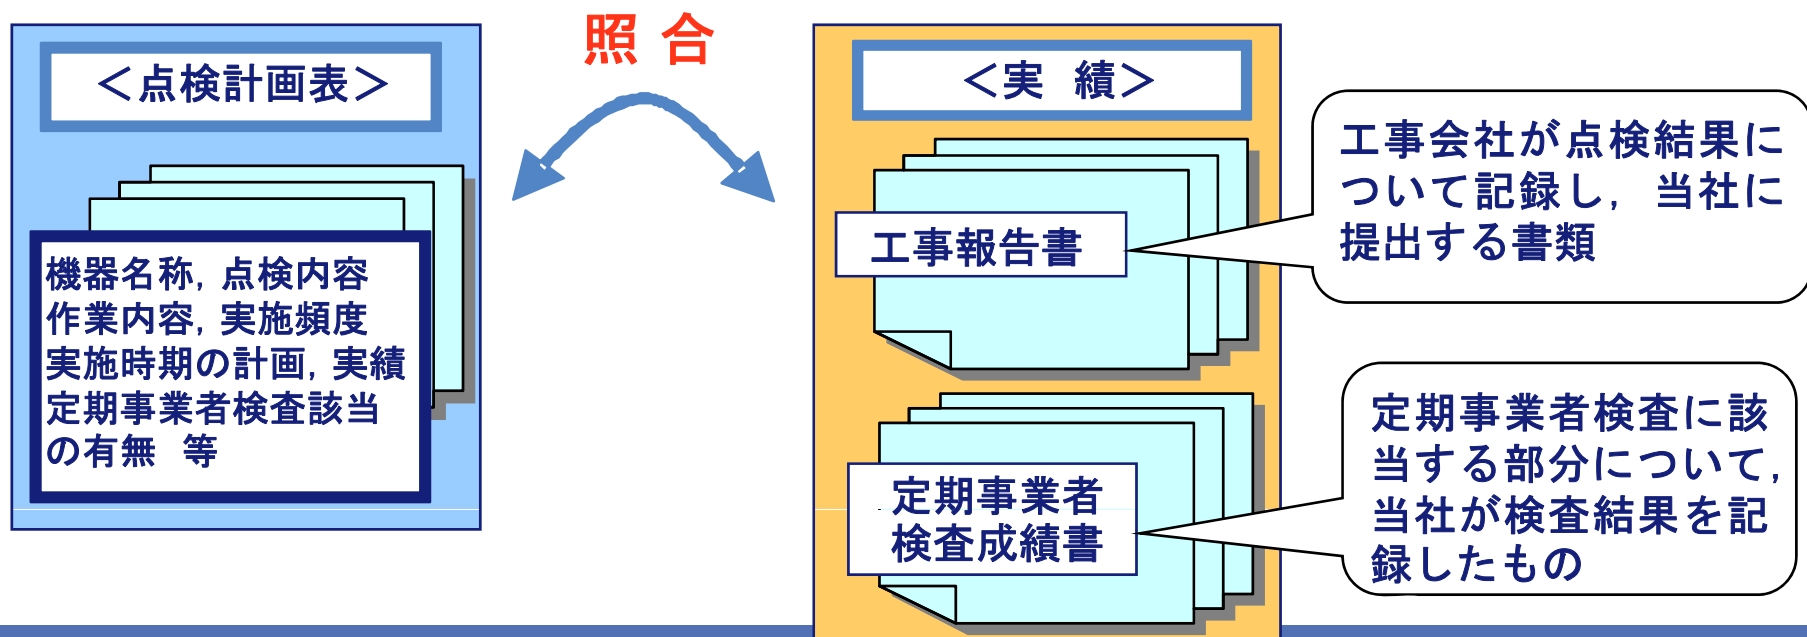 照 合
＜点検計画表＞
機器名称，点検内容
作業内容，実施頻度
実施時期の計画，実績
定期事業者検査該当
の有無　等
＜実　績＞
工事報告書
工事会社が点検結果に
ついて記録し，当社に
提出する書類
定期事業者
検査成績書
定期事業者検査に該
当する部分について，
当社が検査結果を記
録したもの